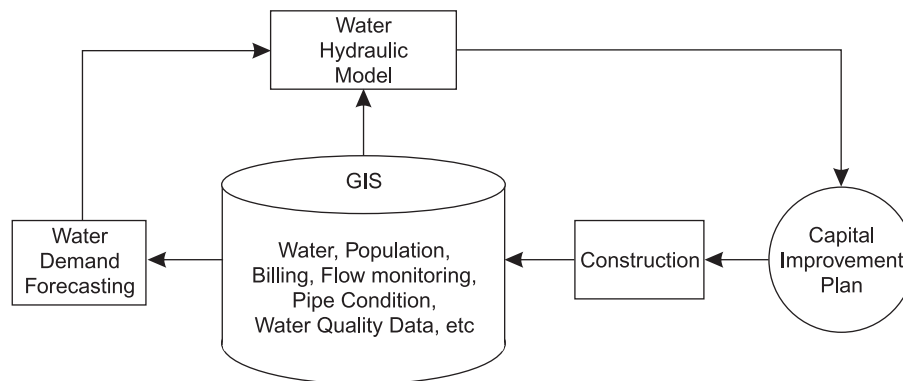 Water
Hydraulic
Model
GIS
Water, Population,
Billing, Flow monitoring,
Pipe Condition,
Water Quality Data, etc
Water
Demand
Forecasting
Construction
Capital
Improvement
Plan